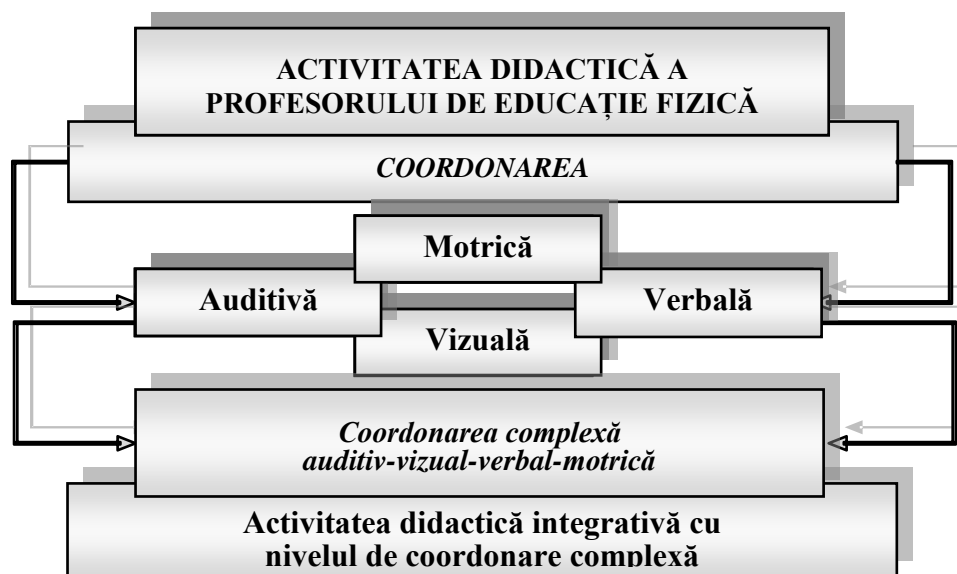 ACTIVITATEA DIDACTICĂ A
PROFESORULUI DE EDUCAȚIE FIZICĂ
COORDONAREA
Motrică
Auditivă
Verbală
Vizuală
Coordonarea complexă
auditiv-vizual-verbal-motrică
Activitatea didactică integrativă cu
nivelul de coordonare complexă